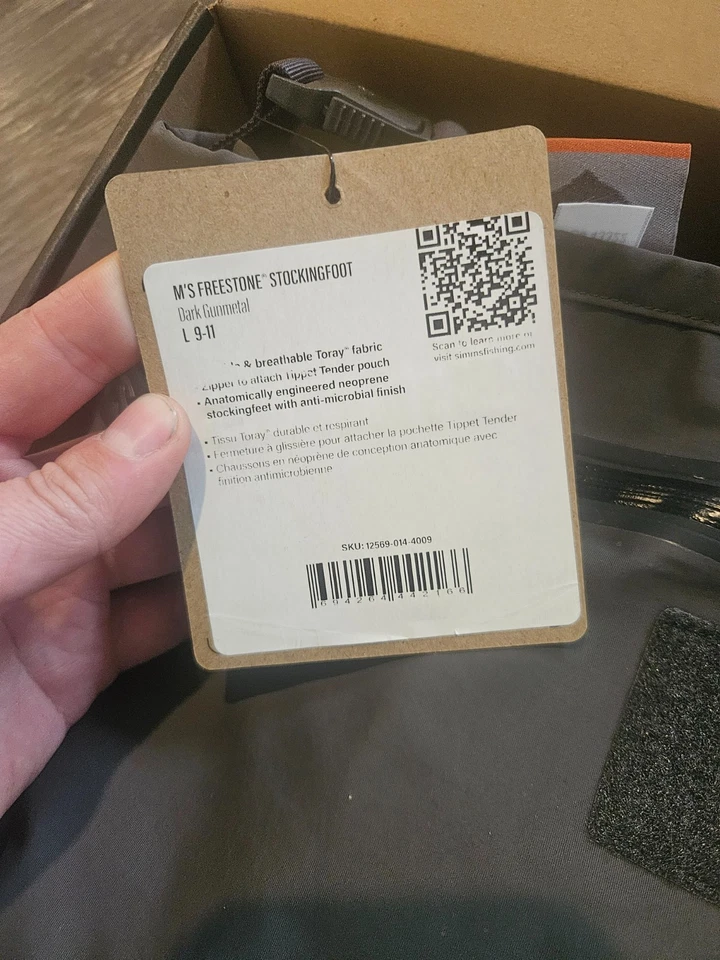 M'S FREESTONE® STOCKINGFOOT
Dark Gunmetal
L 9-11
Scan to learn more or
visit simmsfishing.com
& breathable Toray® fabric
• Zipper to attach Tippet Tender pouch
• Anatomically engineered neoprene
stockingfeet with anti-microbial finish
• Tissu Toray® durable et respirant
• Fermeture à glissière pour attacher la pochette Tippet Tender
• Chaussons en néoprène de conception anatomique avec
finition antimicrobienne
SKU: 12569-014-4009
694264442166